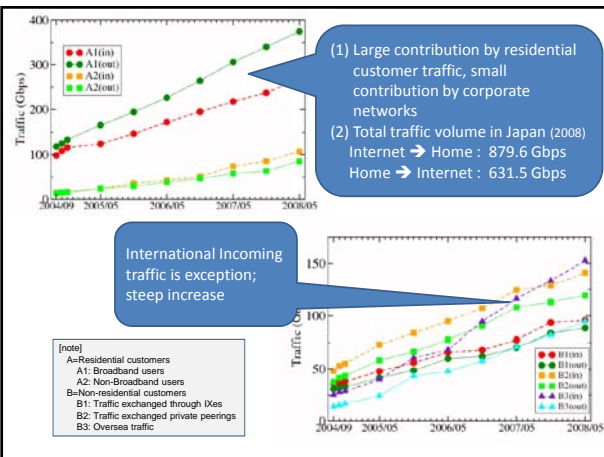 Traffic (Gbps)
400
300
200
100
0
A1(in)
A1(out)
A2(in)
A2(out)
2004/09 2005/05 2006/05 2007/05 2008/05
(1) Large contribution by residential
customer traffic, small
contribution by corporate
networks
(2) Total traffic volume in Japan (2008)
Internet ➔ Home : 879.6 Gbps
Home ➔ Internet : 631.5 Gbps
International Incoming
traffic is exception;
steep increase
[note]
A=Residential customers
A1: Broadband users
A2: Non-Broadband users
B=Non-residential customers
B1: Traffic exchanged through IXes
B2: Traffic exchanged private peerings
B3: Oversea traffic
Traffic
150
100
50
0
B1(in)
B1(out)
B2(in)
B2(out)
B3(in)
B3(out)
2004/09 2005/05 2006/05 2007/05 2008/05